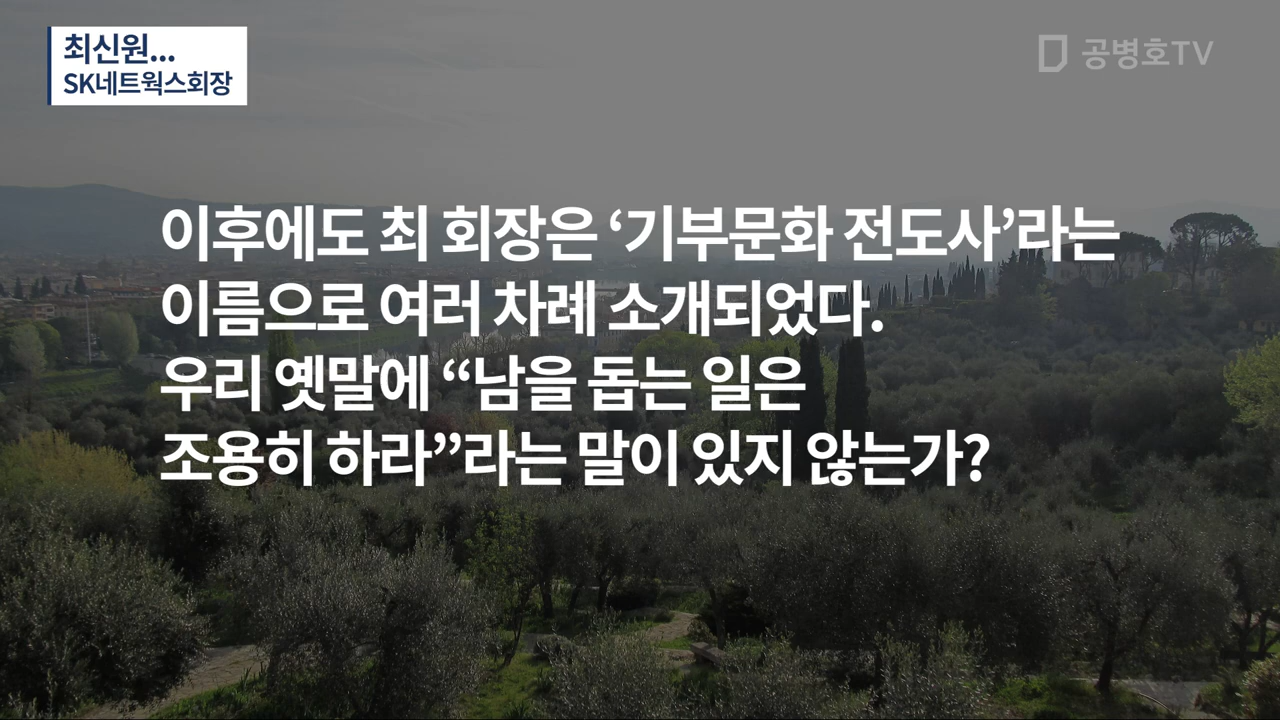 최신원...
SK네트웍스회장
공병호TV
이후에도 최 회장은 ‘기부문화 전도사’라는
이름으로 여러 차례 소개되었다.
우리 옛말에 “남을 돕는 일은
조용히 하라”라는 말이 있지 않는가?